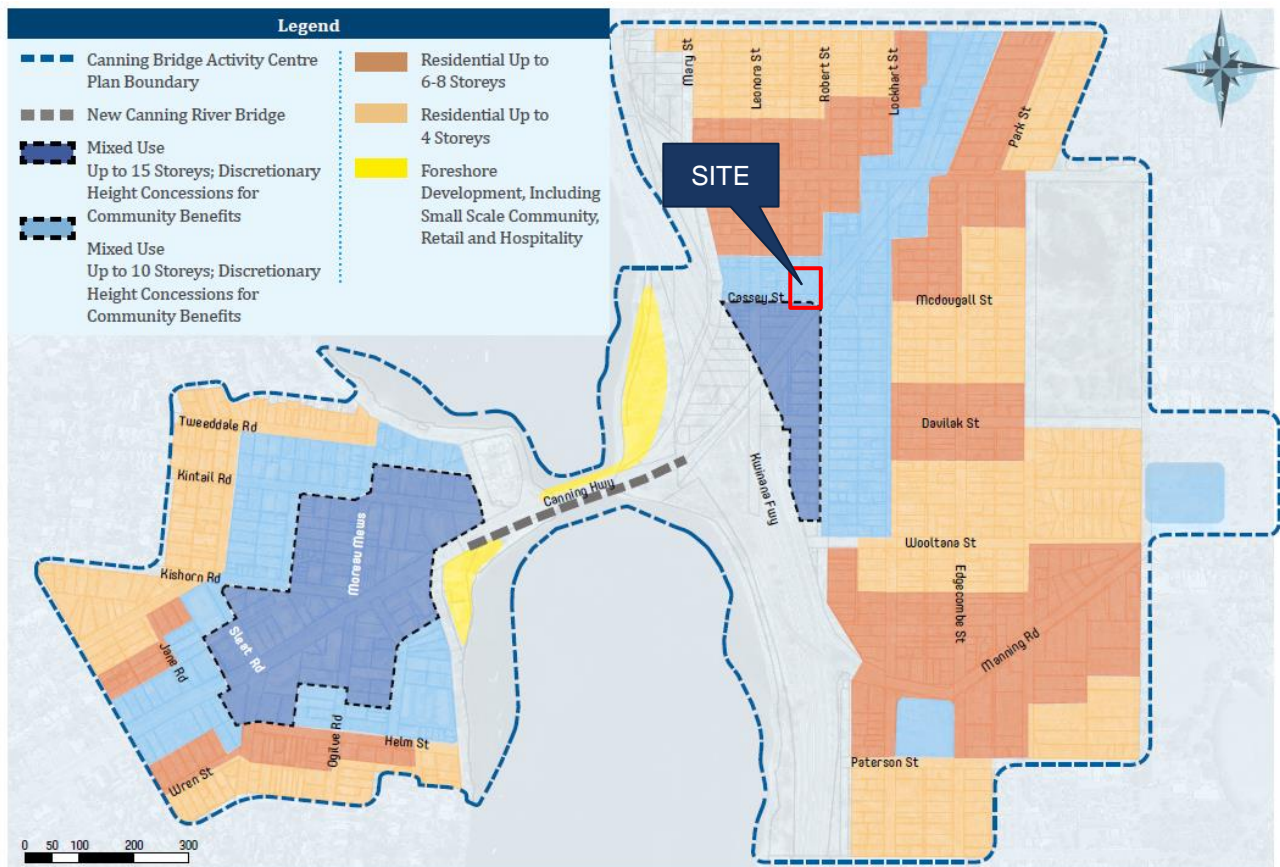 Legend
Canning Bridge Activity Centre
Plan Boundary
New Canning River Bridge
Mixed Use
Up to 15 Storeys; Discretionary
Height Concessions for
Community Benefits
Mixed Use
Up to 10 Storeys; Discretionary
Height Concessions for
Community Benefits
Residential Up to
6-8 Storeys
Residential Up to
4 Storeys
Foreshore
Development, Including
Small Scale Community,
Retail and Hospitality
N
W E
S
Mary St
Leonora St
Robert St
Lockhart St
Park St
SITE
Cassey St
Mcdougall St
Davilak St
Kwinana Fwy
Canning Hwy
Wooltana St
Edgecombe St
Manning Rd
Paterson St
Tweeddale Rd
Kintail Rd
Moreau Mews
Kishorn Rd
Sleat Rd
Jane Rd
Ogilvie Rd
Helm St
Wren St
0 50 100 200 300